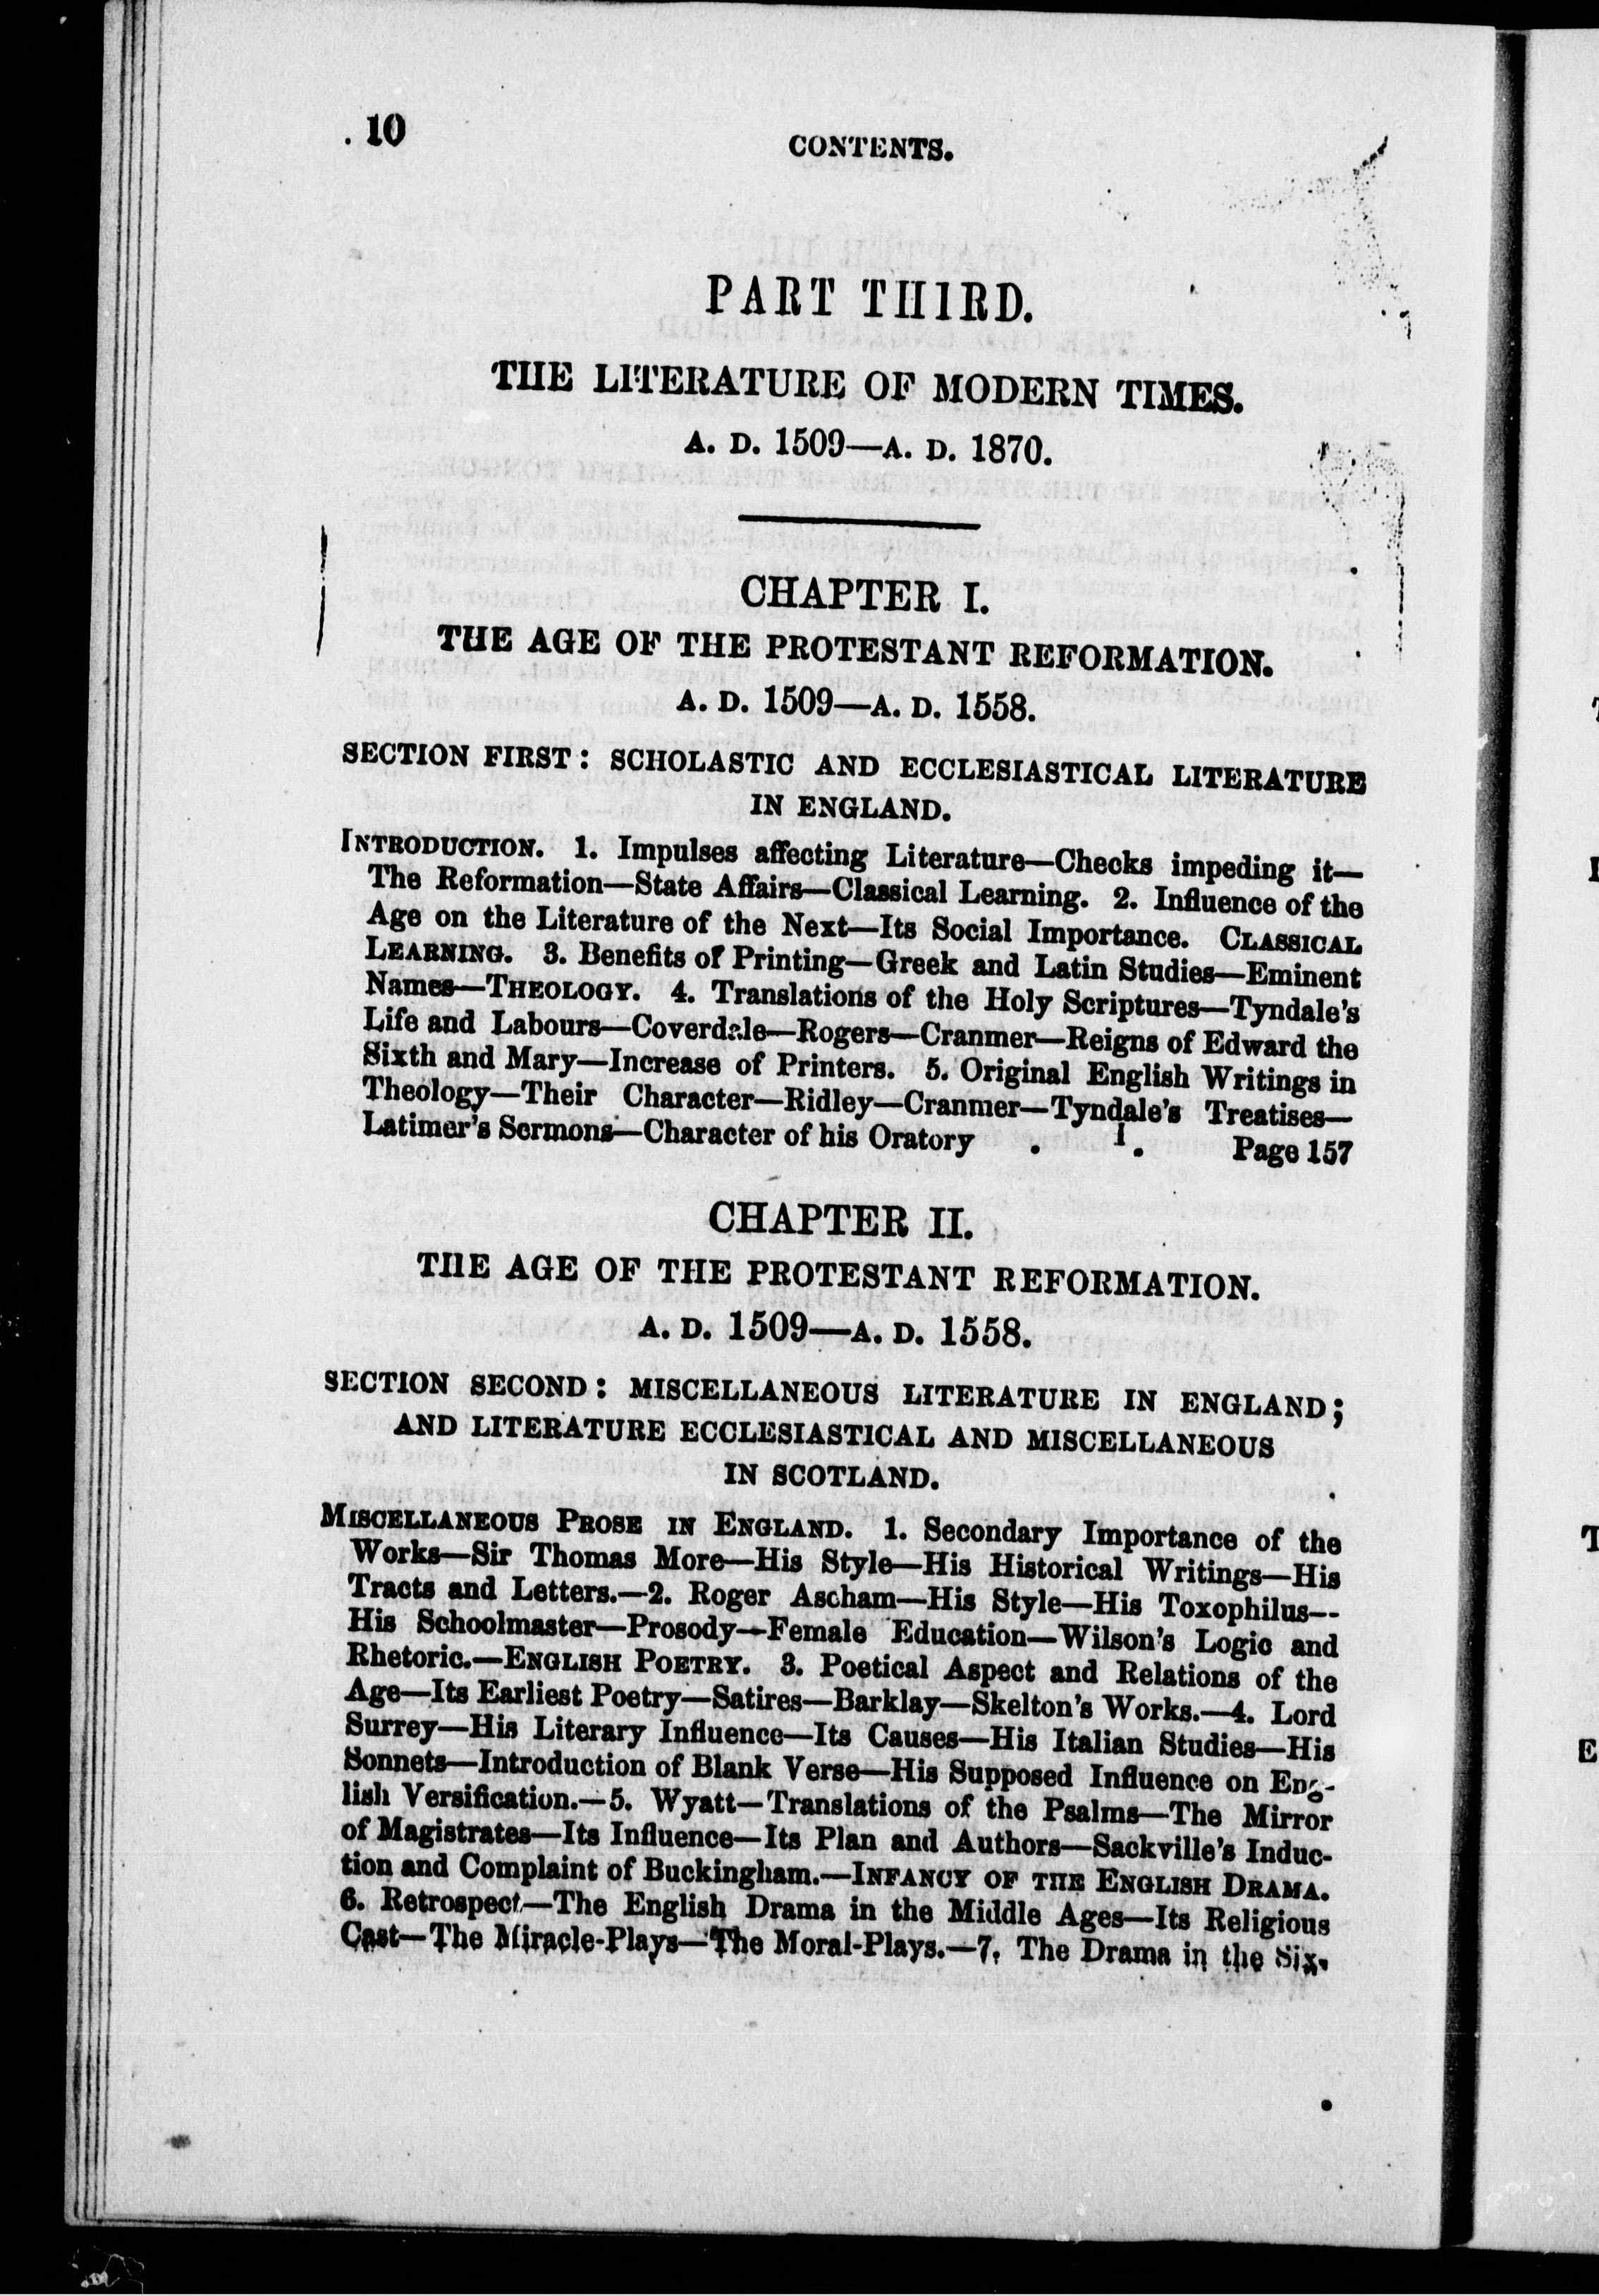 10
CONTENTS.
PART THIRD.
THE LITERATURE OF MODERN TIMES.
A. D. 1509—A. D. 1870.
CHAPTER I.
THE AGE OF THE PROTESTANT REFORMATION.
A. D. 1509—A. D. 1558.
SECTION FIRST: SCHOLASTIC AND ECCLESIASTICAL LITERATURE
IN ENGLAND.
INTRODUCTION. 1. Impulses affecting Literature—Checks impeding it—
The Reformation—State Affairs—Classical Learning. 2. Influence of the
Age on the Literature of the Next—Its Social Importance. CLASSICAL
LEARNING. 3. Benefits of Printing—Greek and Latin Studies—Eminent
Names—THEOLOGY. 4. Translations of the Holy Scriptures—Tyndale's
Life and Labours—Coverdale—Rogers—Cranmer—Reigns of Edward the
Sixth and Mary—Increase of Printers. 5. Original English Writings in
Theology—Their Character—Ridley—Cranmer—Tyndale's Treatises—
Latimer's Sermons—Character of his Oratory . . Page 157
CHAPTER II.
THE AGE OF THE PROTESTANT REFORMATION.
A. D. 1509—A. D. 1558.
SECTION SECOND: MISCELLANEOUS LITERATURE IN ENGLAND;
AND LITERATURE ECCLESIASTICAL AND MISCELLANEOUS
IN SCOTLAND.
MISCELLANEOUS PROSE IN ENGLAND. 1. Secondary Importance of the
Works—Sir Thomas More—His Style—His Historical Writings—His
Tracts and Letters.—2. Roger Ascham—His Style—His Toxophilus—
His Schoolmaster—Prosody—Female Education—Wilson's Logic and
Rhetoric.—ENGLISH POETRY. 3. Poetical Aspect and Relations of the
Age—Its Earliest Poetry—Satires—Barklay—Skelton's Works.—4. Lord
Surrey—His Literary Influence—Its Causes—His Italian Studies—His
Sonnets—Introduction of Blank Verse—His Supposed Influence on Eng-
lish Versification.—5. Wyatt—Translations of the Psalms—The Mirror
of Magistrates—Its Influence—Its Plan and Authors—Sackville's Induc-
tion and Complaint of Buckingham.—INFANCY OF THE ENGLISH DRAMA.
6. Retrospect—The English Drama in the Middle Ages—Its Religious
Cast—The Miracle-Plays—The Moral-Plays.—7. The Drama in the Six-